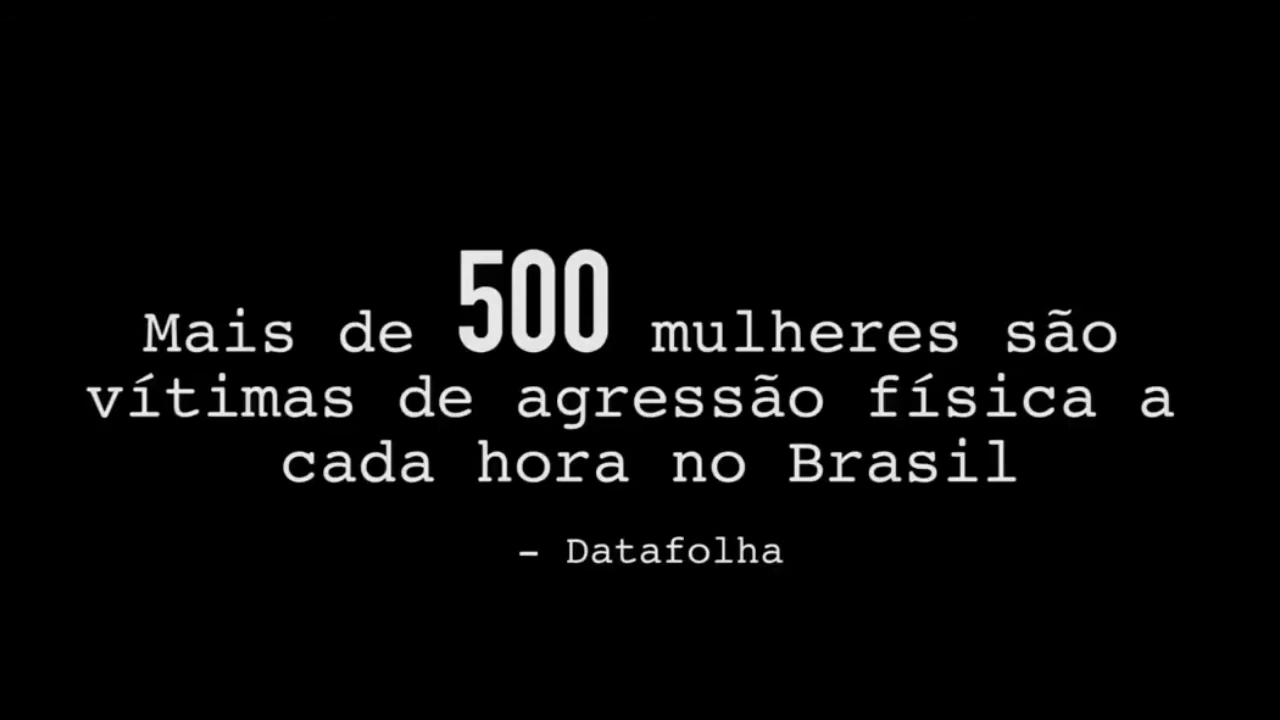 Mais de 500 mulheres são
vítimas de agressão física a
cada hora no Brasil
- Datafolha